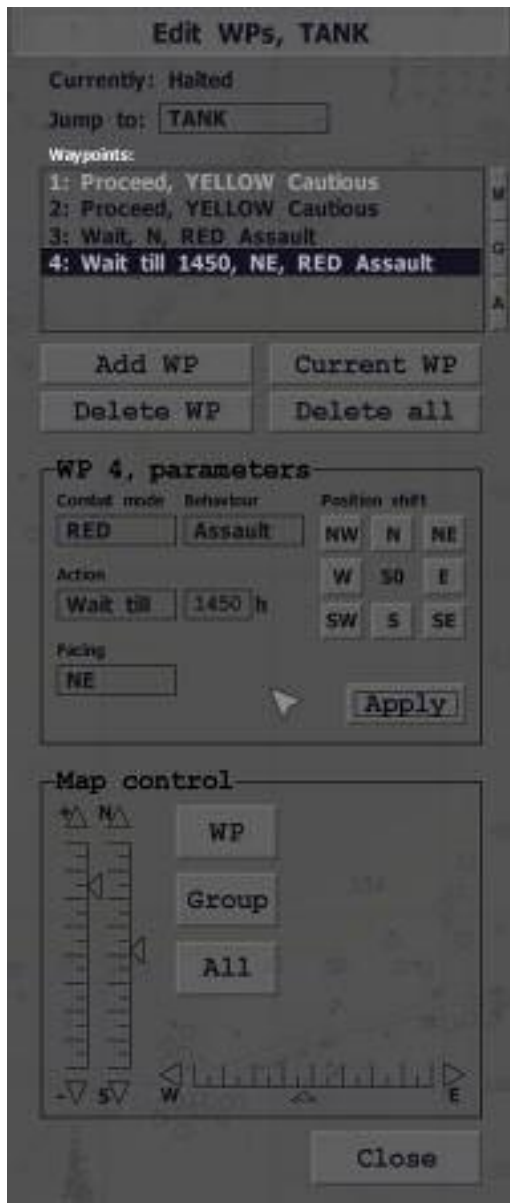 Edit WPs, TANK
Currently: Halted
Jump to: TANK
Waypoints:
1: Proceed, YELLOW Cautious
2: Proceed, YELLOW Cautious
3: Wait, N, RED Assault
4: Wait till 1450, NE, RED Assault
M
G
A
Add WP Current WP
Delete WP Delete all
WP 4, parameters
Combat mode Behaviour Position shift
RED Assault NW N NE
Action
W 50 E
Wait till 1450 h
SW S SE
Facing
NE
Apply
Map control
+ N
WP
Group
All
- S W E
Close